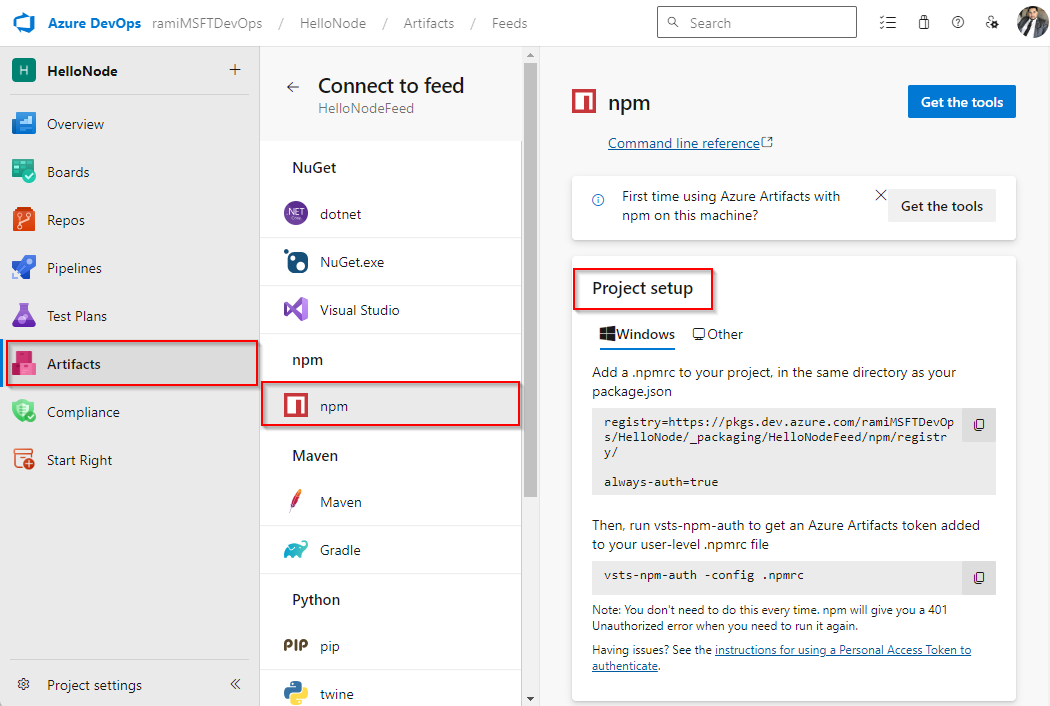 Azure DevOps ramiMSFTDevOps / HelloNode / Artifacts / Feeds
Search
H HelloNode +
Overview
Boards
Repos
Pipelines
Test Plans
Artifacts
Compliance
Start Right
Project settings
Connect to feed
HelloNodeFeed
NuGet
dotnet
NuGet.exe
Visual Studio
npm
npm
Maven
Maven
Gradle
Python
PIP pip
twine
npm
Get the tools
Command line reference
First time using Azure Artifacts with
npm on this machine?
Get the tools
Project setup
Windows
Other
Add a .npmrc to your project, in the same directory as your
package.json
registry=https://pkgs.dev.azure.com/ramiMSFTDevOp
s/HelloNode/_packaging/HelloNodeFeed/npm/registr
y/
always-auth=true
Then, run vsts-npm-auth to get an Azure Artifacts token added
to your user-level .npmrc file
vsts-npm-auth -config .npmrc
Note: You don't need to do this every time. npm will give you a 401
Unauthorized error when you need to run it again.
Having issues? See the instructions for using a Personal Access Token to
authenticate.